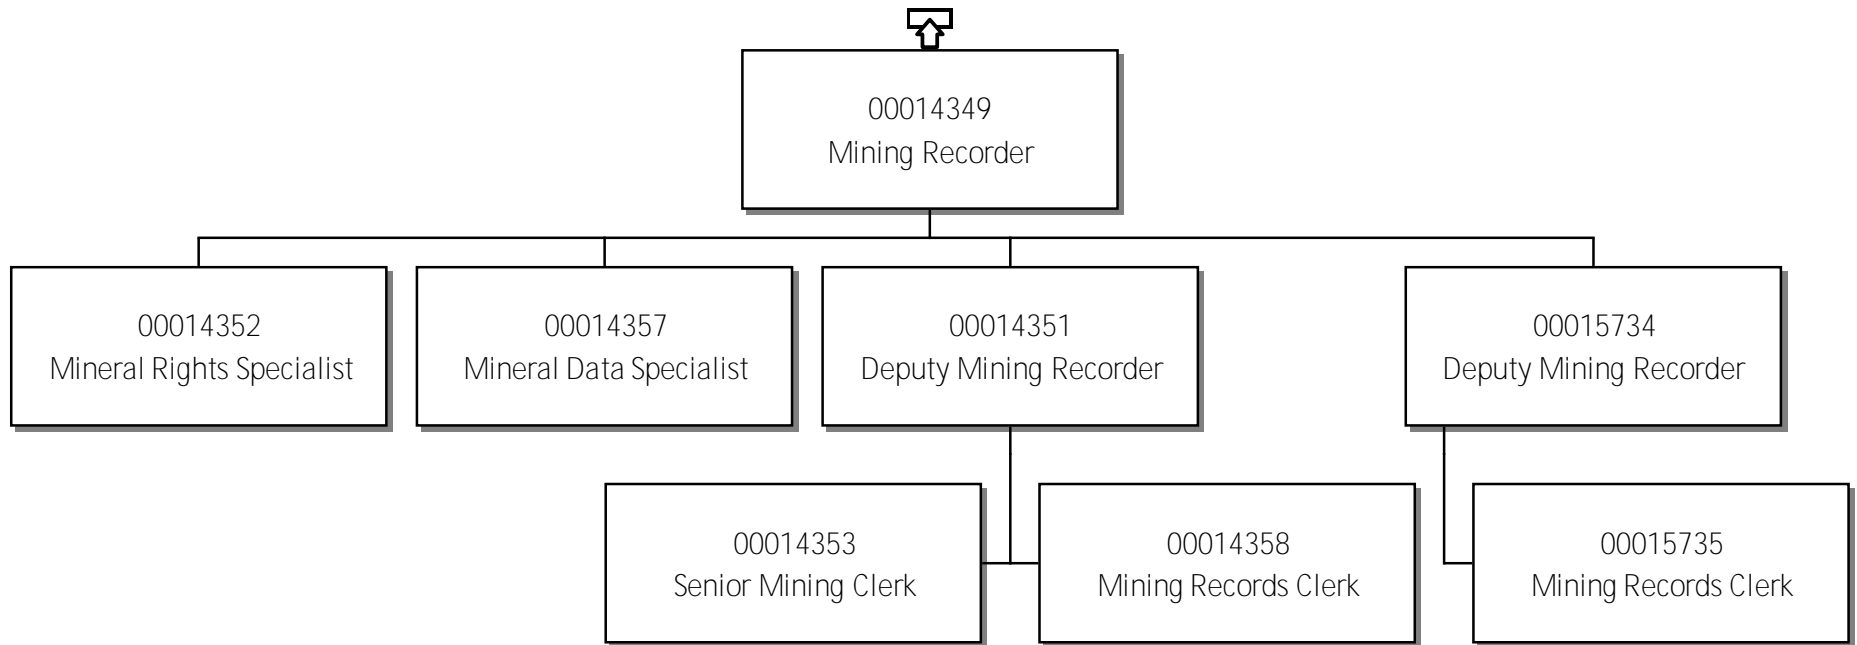 00014349
Mining Recorder
00014352
Mineral Rights Specialist
00014357
Mineral Data Specialist
00014351
Deputy Mining Recorder
00015734
Deputy Mining Recorder
00014353
Senior Mining Clerk
00014358
Mining Records Clerk
00015735
Mining Records Clerk